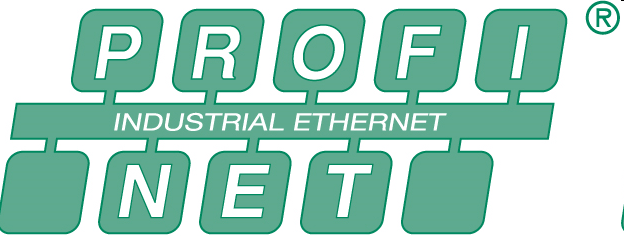 PROFI
®
INDUSTRIAL ETHERNET
NET